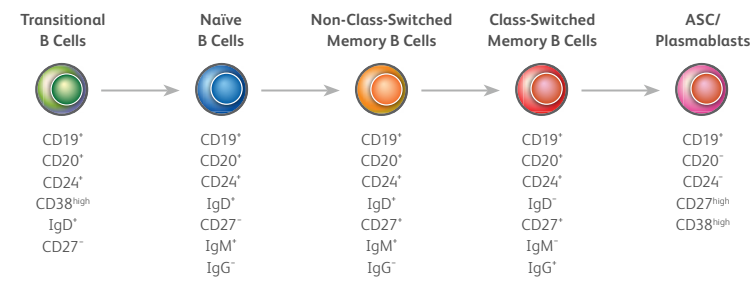 Transitional
B Cells
Naïve
B Cells
Non-Class-Switched
Memory B Cells
Class-Switched
Memory B Cells
ASC/
Plasmablasts
CD19⁺
CD20⁺
CD24⁺
CD38ʰⁱᵍʰ
IgD⁺
CD27⁻
CD19⁺
CD20⁺
CD24⁺
IgD⁺
CD27⁻
IgM⁺
IgG⁻
CD19⁺
CD20⁺
CD24⁺
IgD⁺
CD27⁺
IgM⁺
IgG⁻
CD19⁺
CD20⁺
CD24⁺
IgD⁻
CD27⁺
IgM⁻
IgG⁺
CD19⁺
CD20⁻
CD24⁻
CD27ʰⁱᵍʰ
CD38ʰⁱᵍʰ